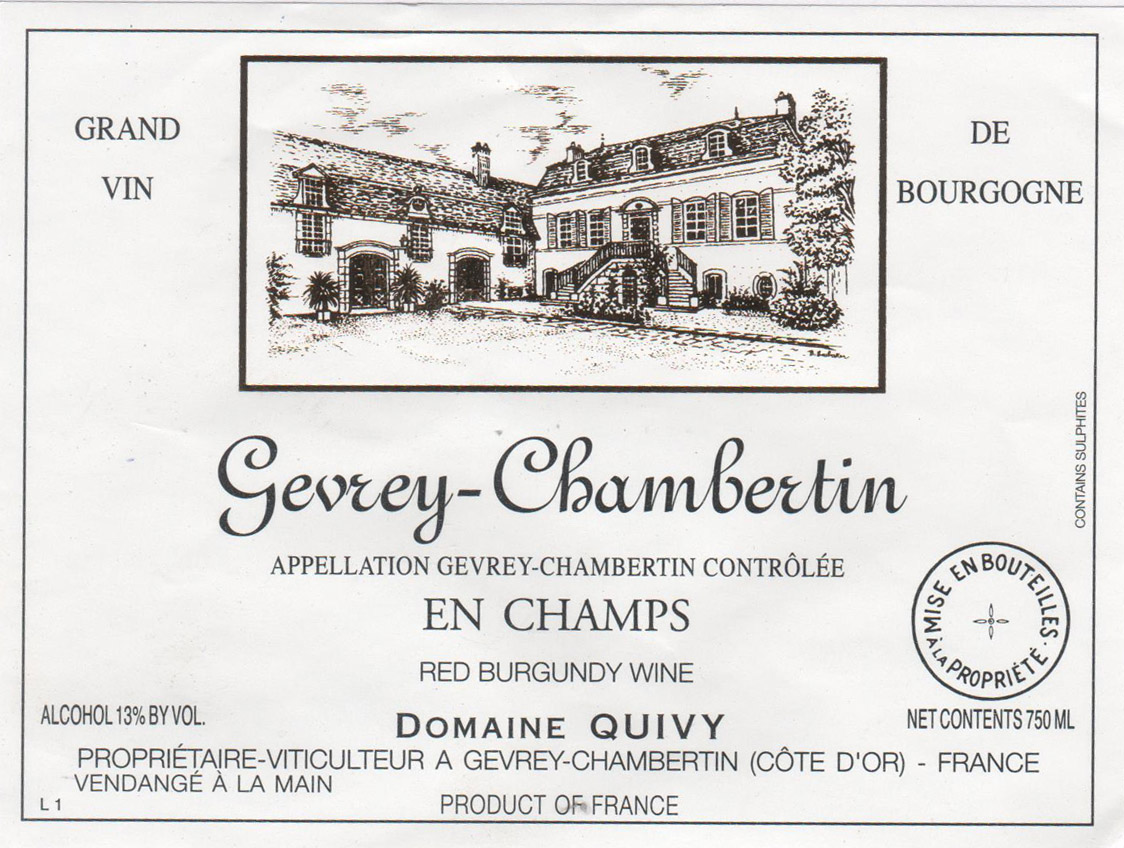 GRAND
VIN
DE
BOURGOGNE
Gevrey-Chambertin
APPELLATION GEVREY-CHAMBERTIN CONTRÔLÉE
EN CHAMPS
RED BURGUNDY WINE
CONTAINS SULPHITES
MISE EN BOUTEILLES
À LA PROPRIÉTÉ
ALCOHOL 13% BY VOL.
DOMAINE QUIVY
NET CONTENTS 750 ML
PROPRIÉTAIRE-VITICULTEUR A GEVREY-CHAMBERTIN (CÔTE D'OR) - FRANCE
VENDANGÉ À LA MAIN
L 1
PRODUCT OF FRANCE